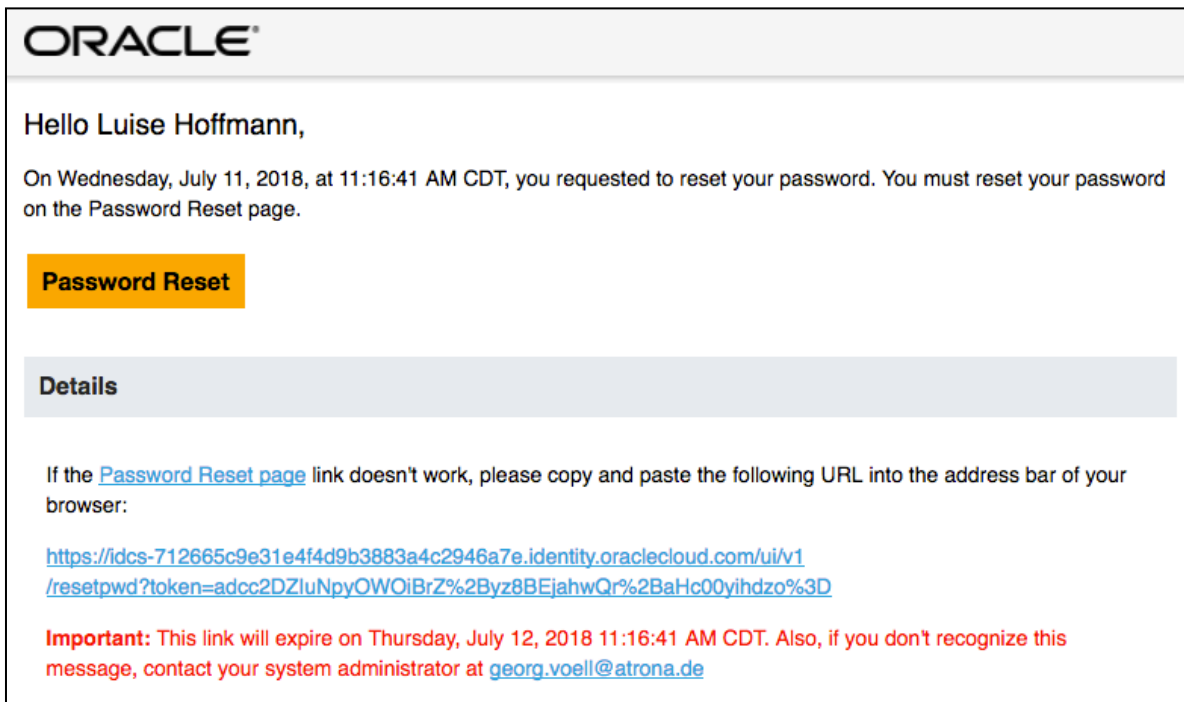 ORACLE
Hello Luise Hoffmann,
On Wednesday, July 11, 2018, at 11:16:41 AM CDT, you requested to reset your password. You must reset your password
on the Password Reset page.
Password Reset
Details
If the Password Reset page link doesn't work, please copy and paste the following URL into the address bar of your
browser:
https://idcs-712665c9e31e4f4d9b3883a4c2946a7e.identity.oraclecloud.com/ui/v1
/resetpwd?token=adcc2DZIuNpyOWOiBrZ%2Byz8BEjahwQr%2BaHc00yihdzo%3D
Important: This link will expire on Thursday, July 12, 2018 11:16:41 AM CDT. Also, if you don't recognize this
message, contact your system administrator at georg.voell@atrona.de